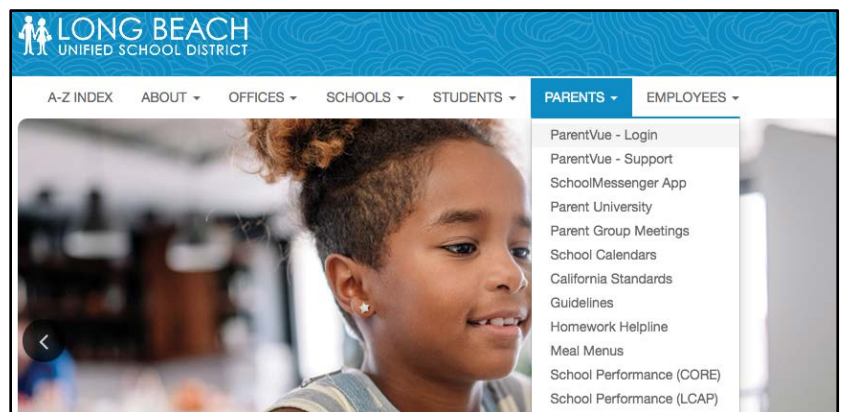 LONG BEACH
UNIFIED SCHOOL DISTRICT
A-Z INDEX ABOUT OFFICES SCHOOLS STUDENTS PARENTS EMPLOYEES
ParentVue - Login
ParentVue - Support
SchoolMessenger App
Parent University
Parent Group Meetings
School Calendars
California Standards
Guidelines
Homework Helpline
Meal Menus
School Performance (CORE)
School Performance (LCAP)